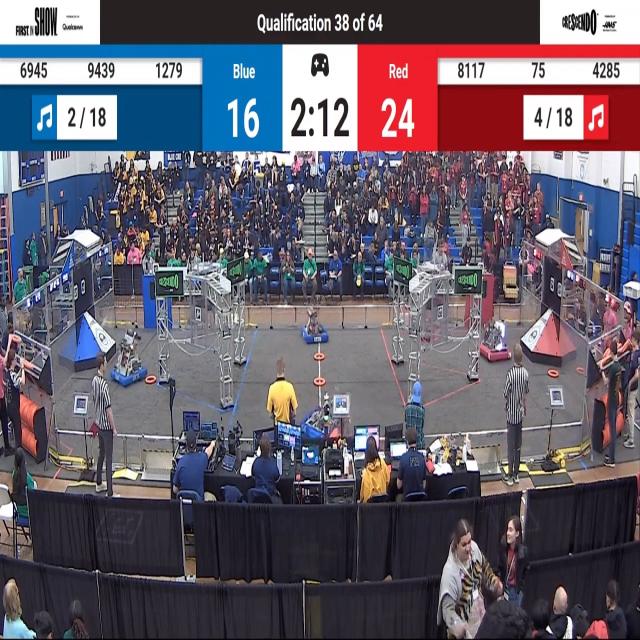 FIRST IN SHOW
Qualcomm
Qualification 38 of 64
CRESCENDO
6945 9439 1279
Blue
Red
8117 75 4285
2 / 18
16
2:12
24
4 / 18